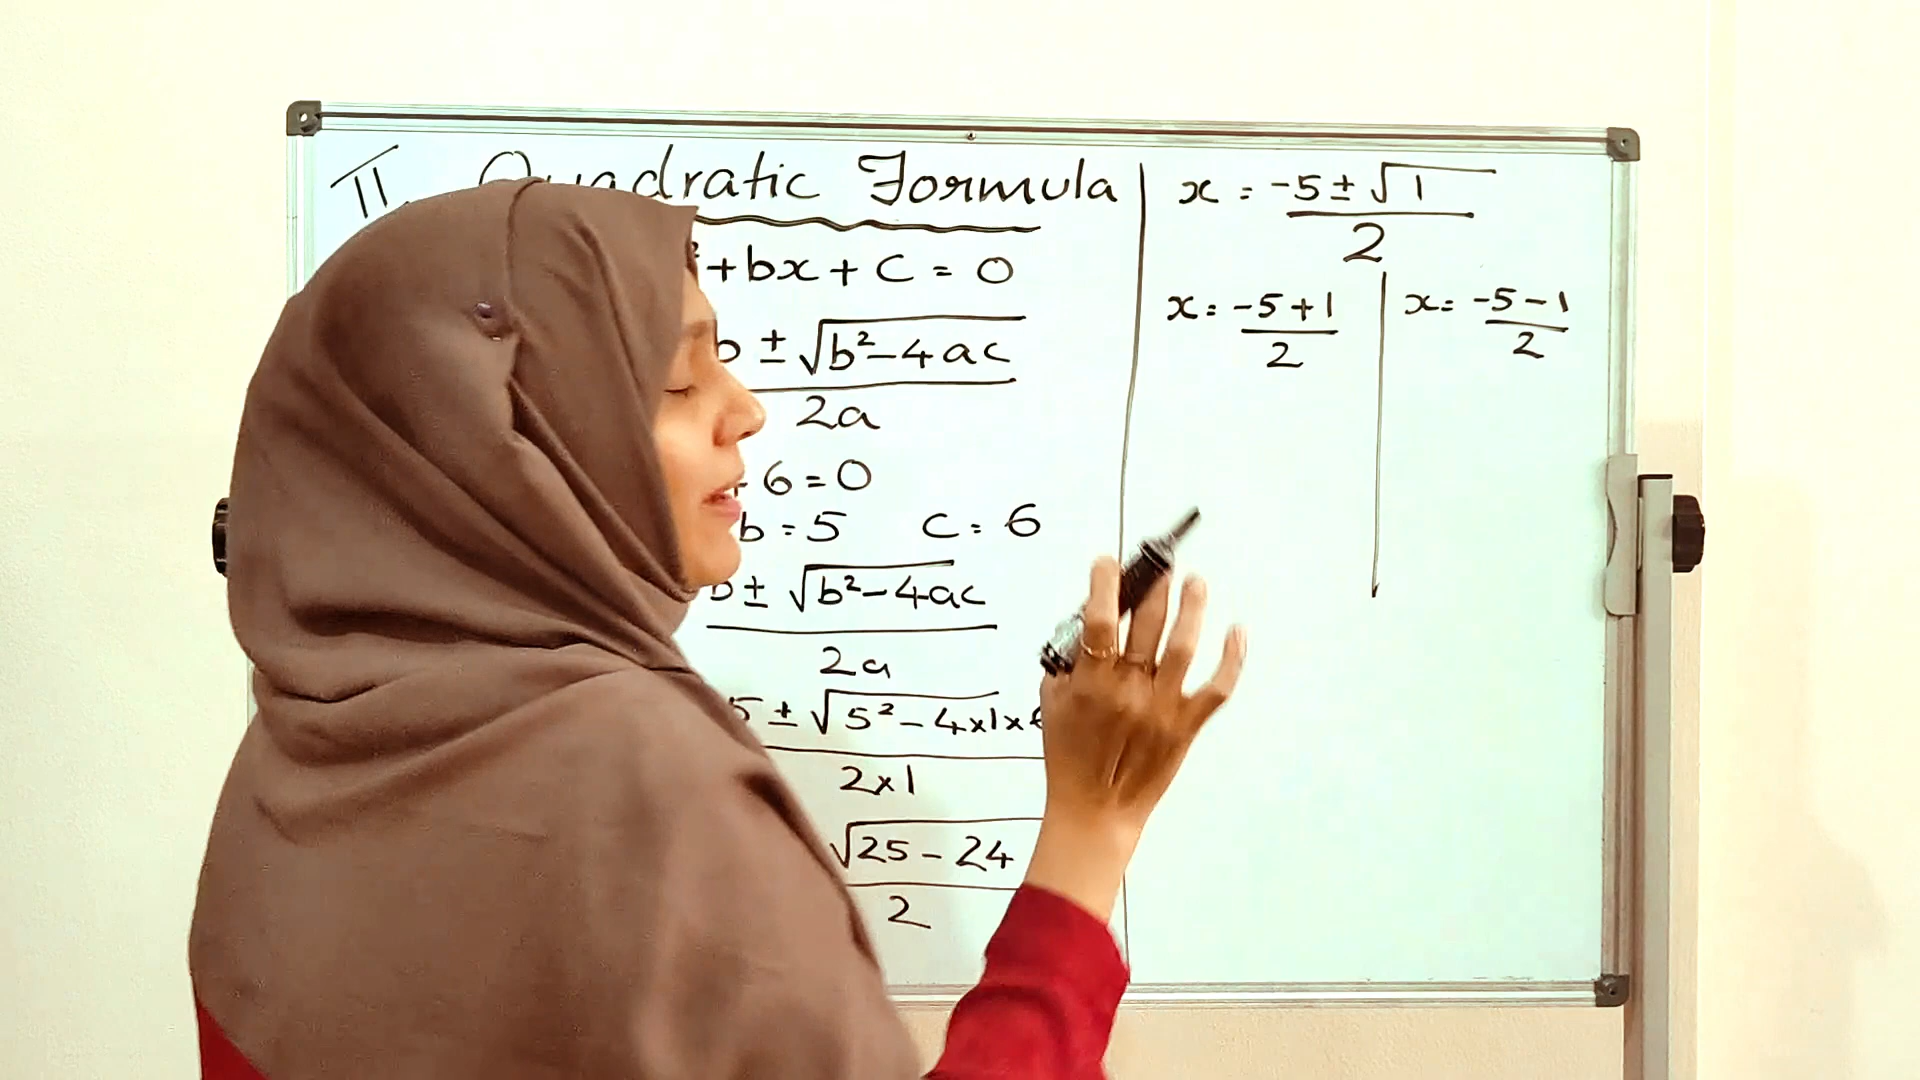 II. Quadratic Formula
+bx + c = 0
b ± √b²-4ac
2a
6 = 0
b = 5 c = 6
b ± √b²-4ac
2a
5 ± √5²-4x1x
2x1
√25-24
2
x = -5 ± √1
2
x = -5+1
2
x = -5-1
2